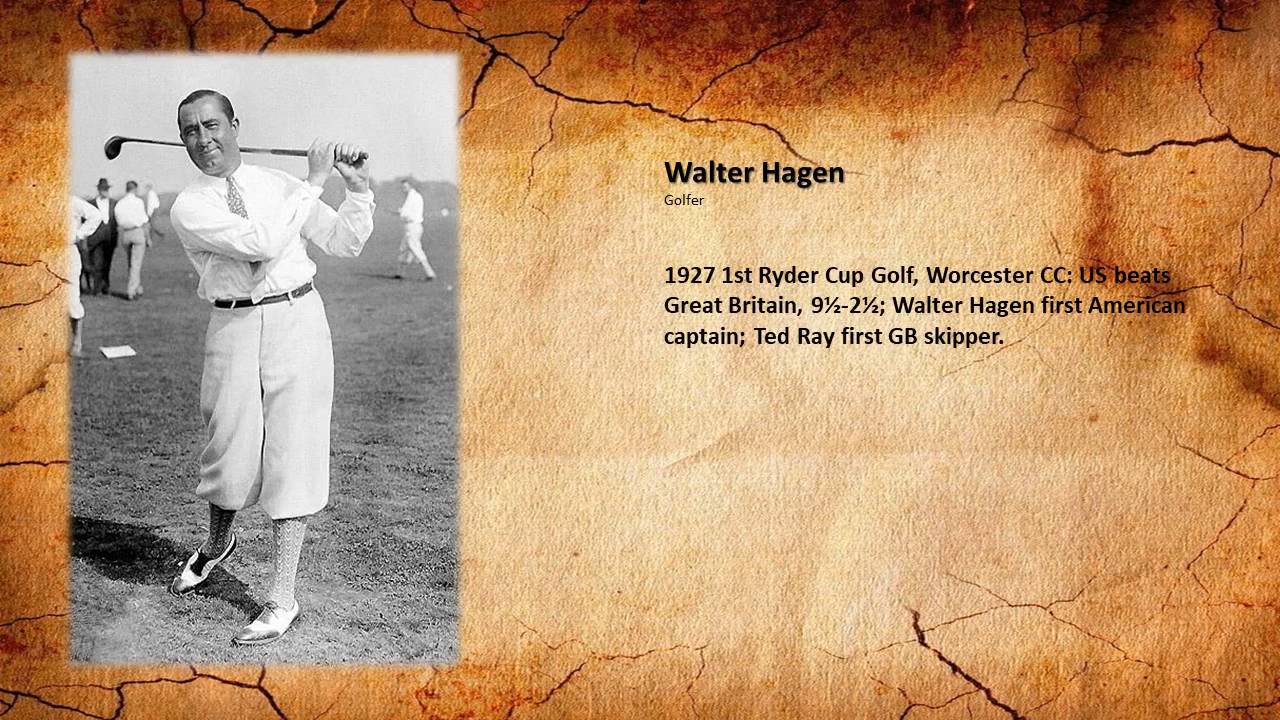 Walter Hagen
Golfer
1927 1st Ryder Cup Golf, Worcester CC: US beats
Great Britain, 9½-2½; Walter Hagen first American
captain; Ted Ray first GB skipper.